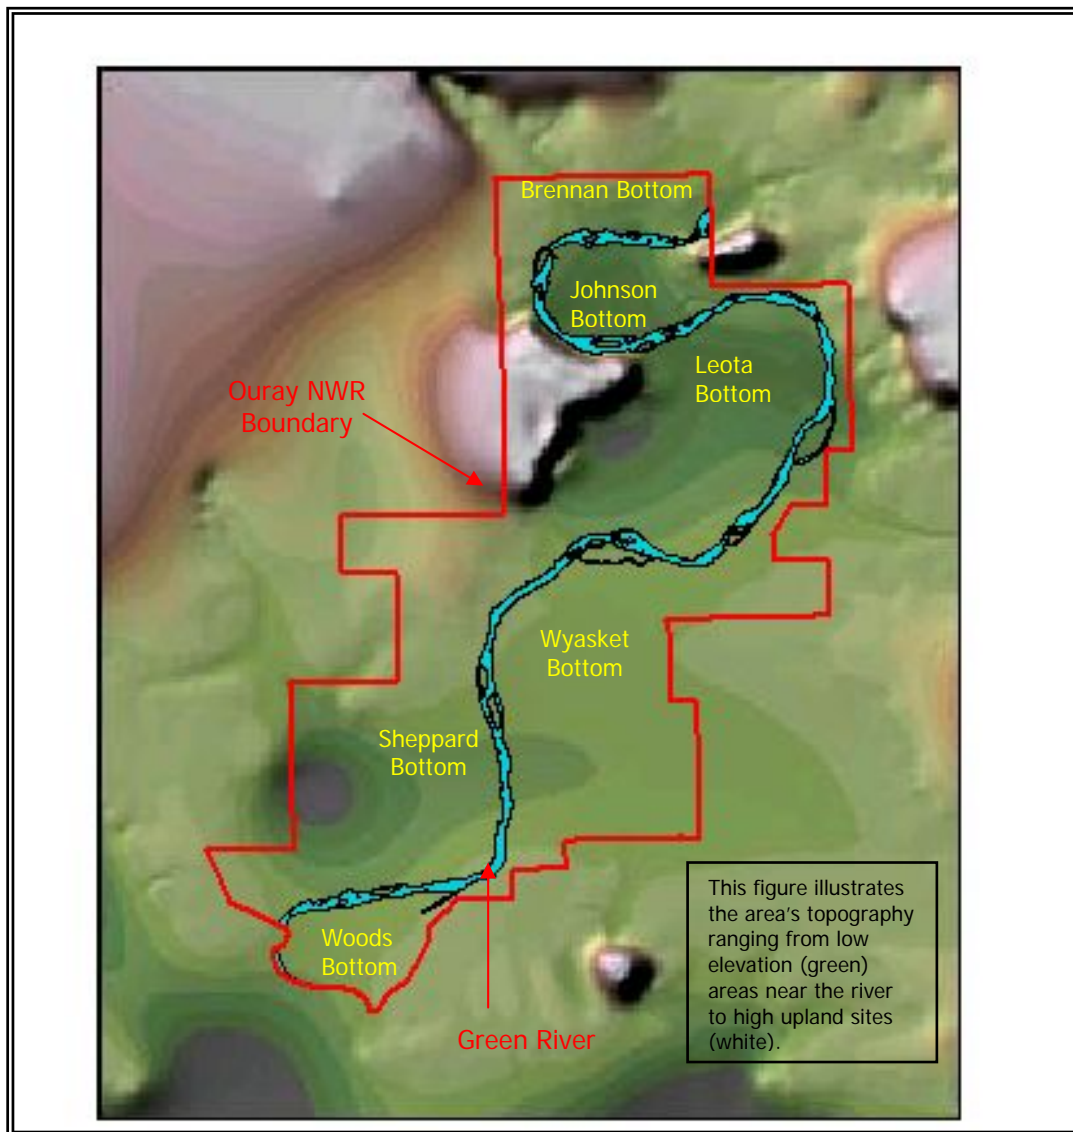 Brennan Bottom
Johnson
Bottom
Leota
Bottom
Ouray NWR
Boundary
Wyasket
Bottom
Sheppard
Bottom
Woods
Bottom
Green River
This figure illustrates
the area's topography
ranging from low
elevation (green)
areas near the river
to high upland sites
(white).